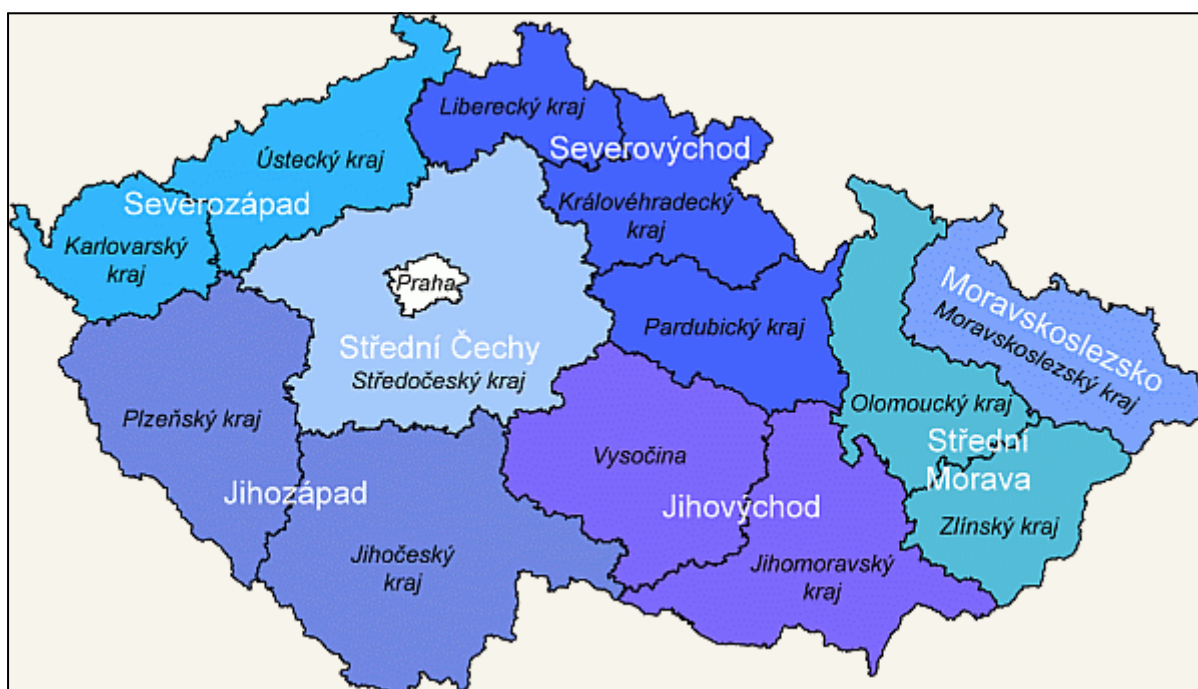 Liberecký kraj
Severovýchod
Ústecký kraj
Severozápad
Královéhradecký
kraj
Karlovarský
kraj
Praha
Moravskoslezsko
Moravskoslezský kraj
Pardubický kraj
Střední Čechy
Středočeský kraj
Plzeňský kraj
Olomoucký kraj
Vysočina
Střední
Morava
Jihozápad
Jihovýchod
Zlínský kraj
Jihočeský
kraj
Jihomoravský
kraj